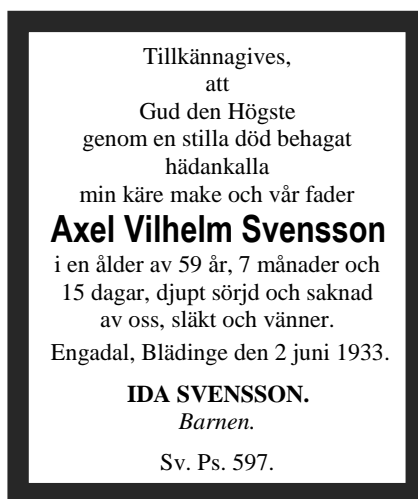 Tillkännagives,
att
Gud den Högste
genom en stilla död behagat
hädankalla
min käre make och vår fader
Axel Vilhelm Svensson
i en ålder av 59 år, 7 månader och
15 dagar, djupt sörjd och saknad
av oss, släkt och vänner.
Engadal, Blädinge den 2 juni 1933.
IDA SVENSSON.
Barnen.
Sv. Ps. 597.